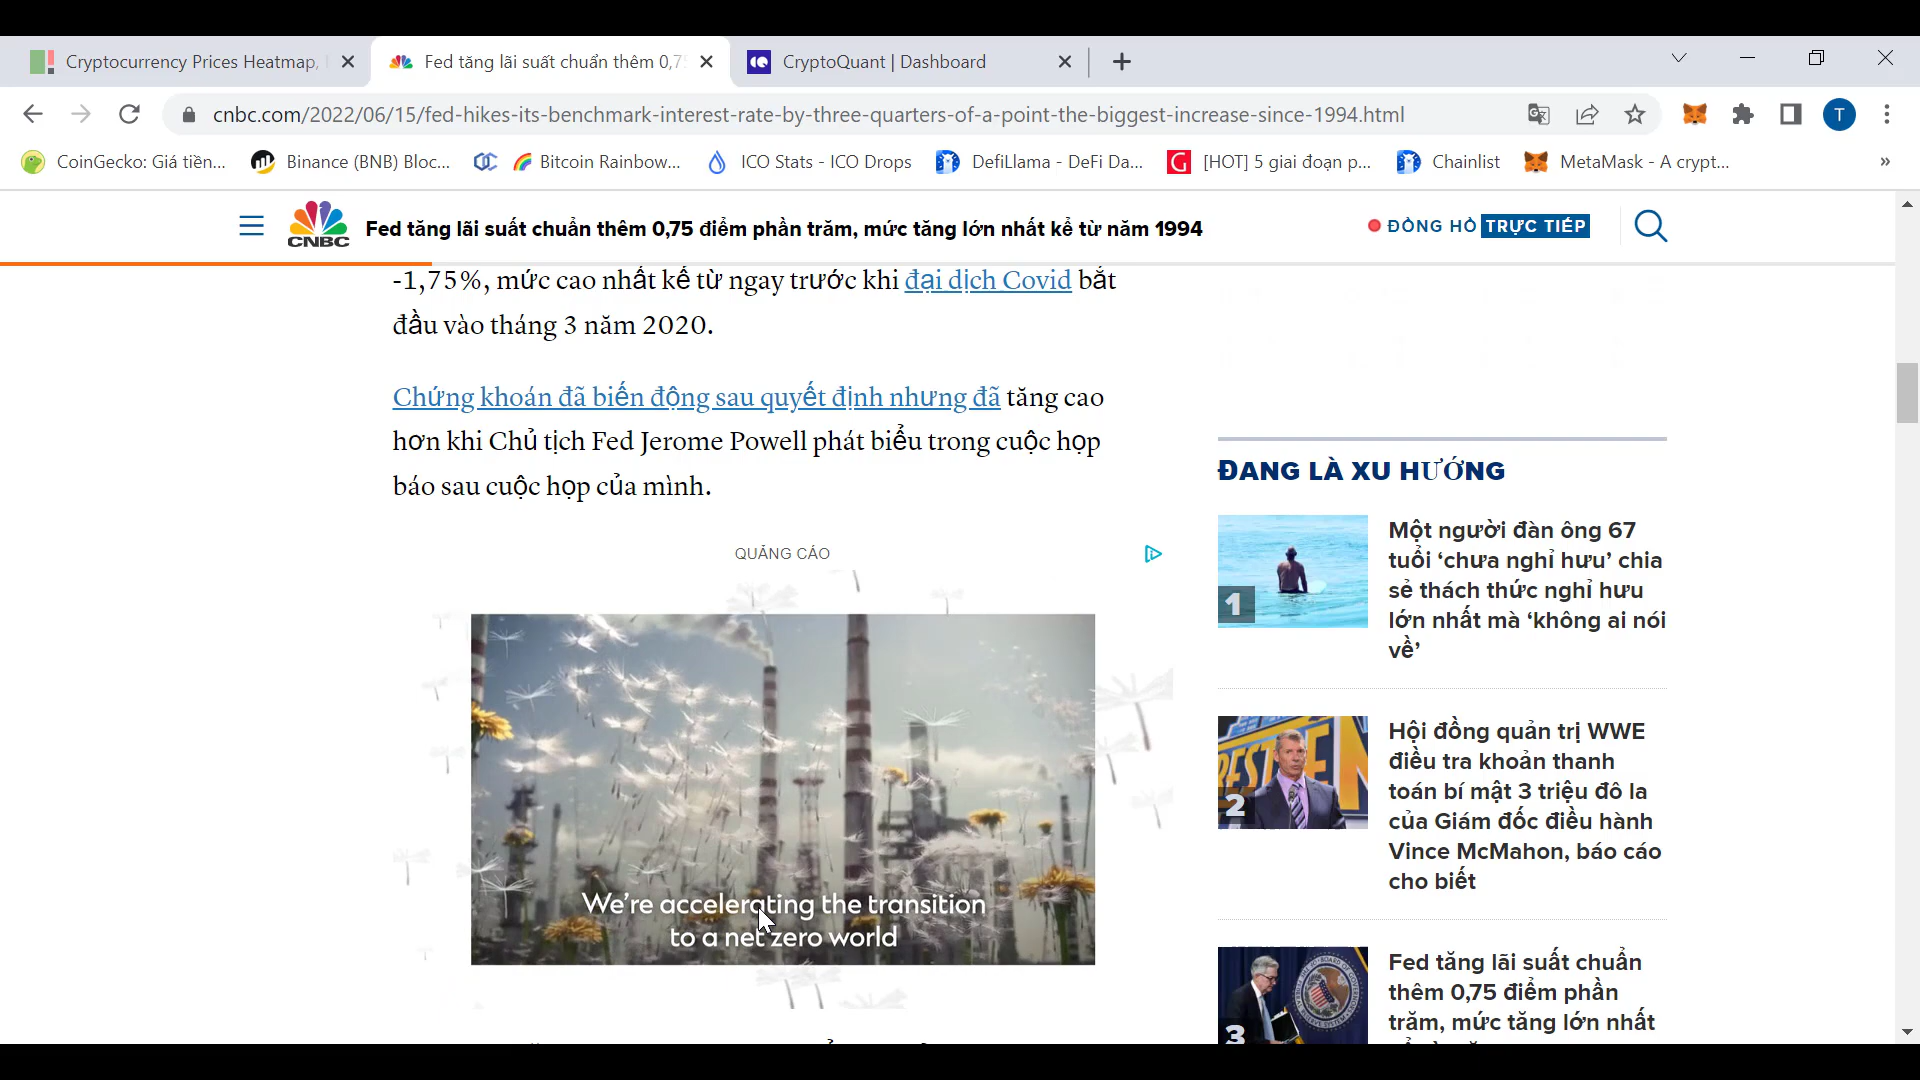 Cryptocurrency Prices Heatmap,
Fed tăng lãi suất chuẩn thêm 0,75
CryptoQuant | Dashboard
cnbc.com/2022/06/15/fed-hikes-its-benchmark-interest-rate-by-three-quarters-of-a-point-the-biggest-increase-since-1994.html
T
CoinGecko: Giá tiền...
Binance (BNB) Bloc...
Bitcoin Rainbow...
ICO Stats - ICO Drops
DefiLlama - DeFi Da...
[HOT] 5 giai đoạn p...
Chainlist
MetaMask - A crypt...
CNBC
Fed tăng lãi suất chuẩn thêm 0,75 điểm phần trăm, mức tăng lớn nhất kể từ năm 1994
ĐỒNG HỒ TRỰC TIẾP
-1,75%, mức cao nhất kể từ ngay trước khi đại dịch Covid bắt
đầu vào tháng 3 năm 2020.
Chứng khoán đã biến động sau quyết định nhưng đã tăng cao
hơn khi Chủ tịch Fed Jerome Powell phát biểu trong cuộc họp
báo sau cuộc họp của mình.
QUẢNG CÁO
We're accelerating the transition
to a net zero world
ĐANG LÀ XU HƯỚNG
1
Một người đàn ông 67
tuổi ‘chưa nghỉ hưu’ chia
sẻ thách thức nghỉ hưu
lớn nhất mà ‘không ai nói
về’
2
Hội đồng quản trị WWE
điều tra khoản thanh
toán bí mật 3 triệu đô la
của Giám đốc điều hành
Vince McMahon, báo cáo
cho biết
3
Fed tăng lãi suất chuẩn
thêm 0,75 điểm phần
trăm, mức tăng lớn nhất